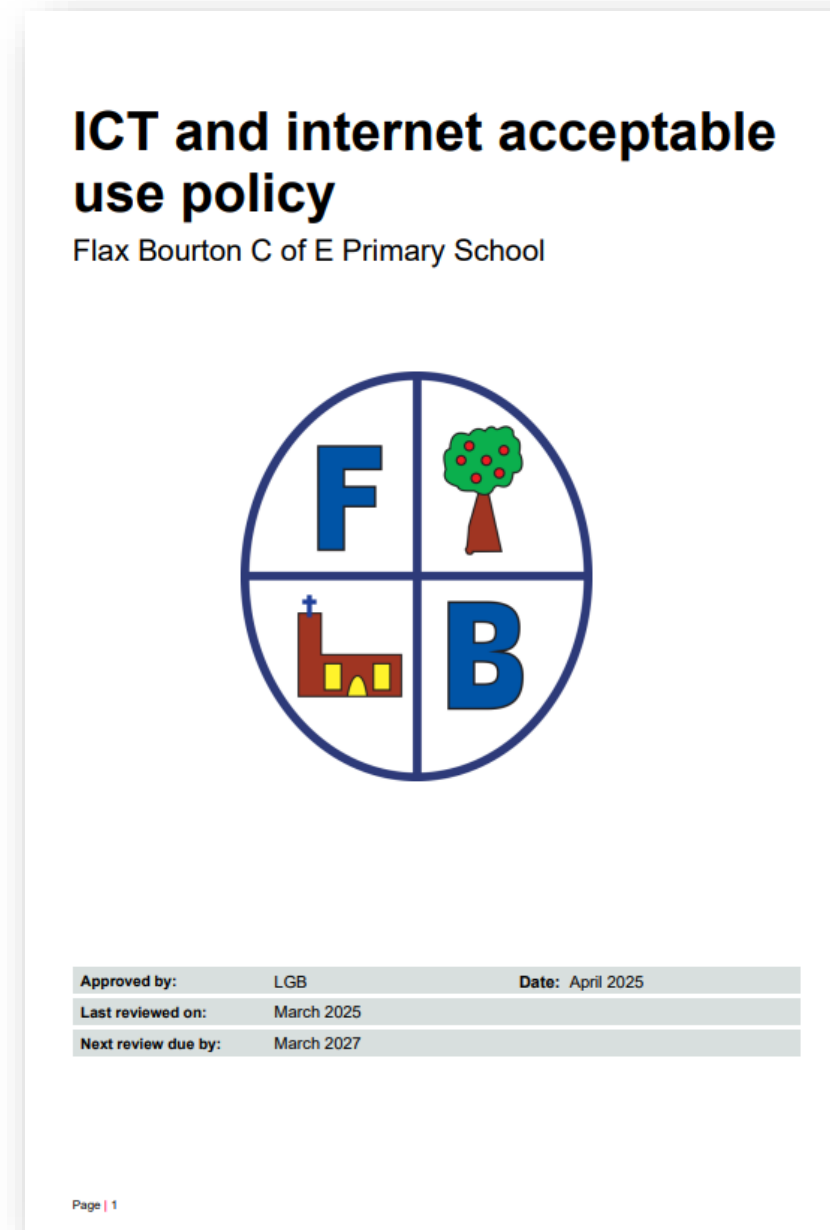 ICT and internet acceptable
use policy
Flax Bourton C of E Primary School
F
B
Approved by: LGB Date: April 2025
Last reviewed on: March 2025
Next review due by: March 2027
Page | 1